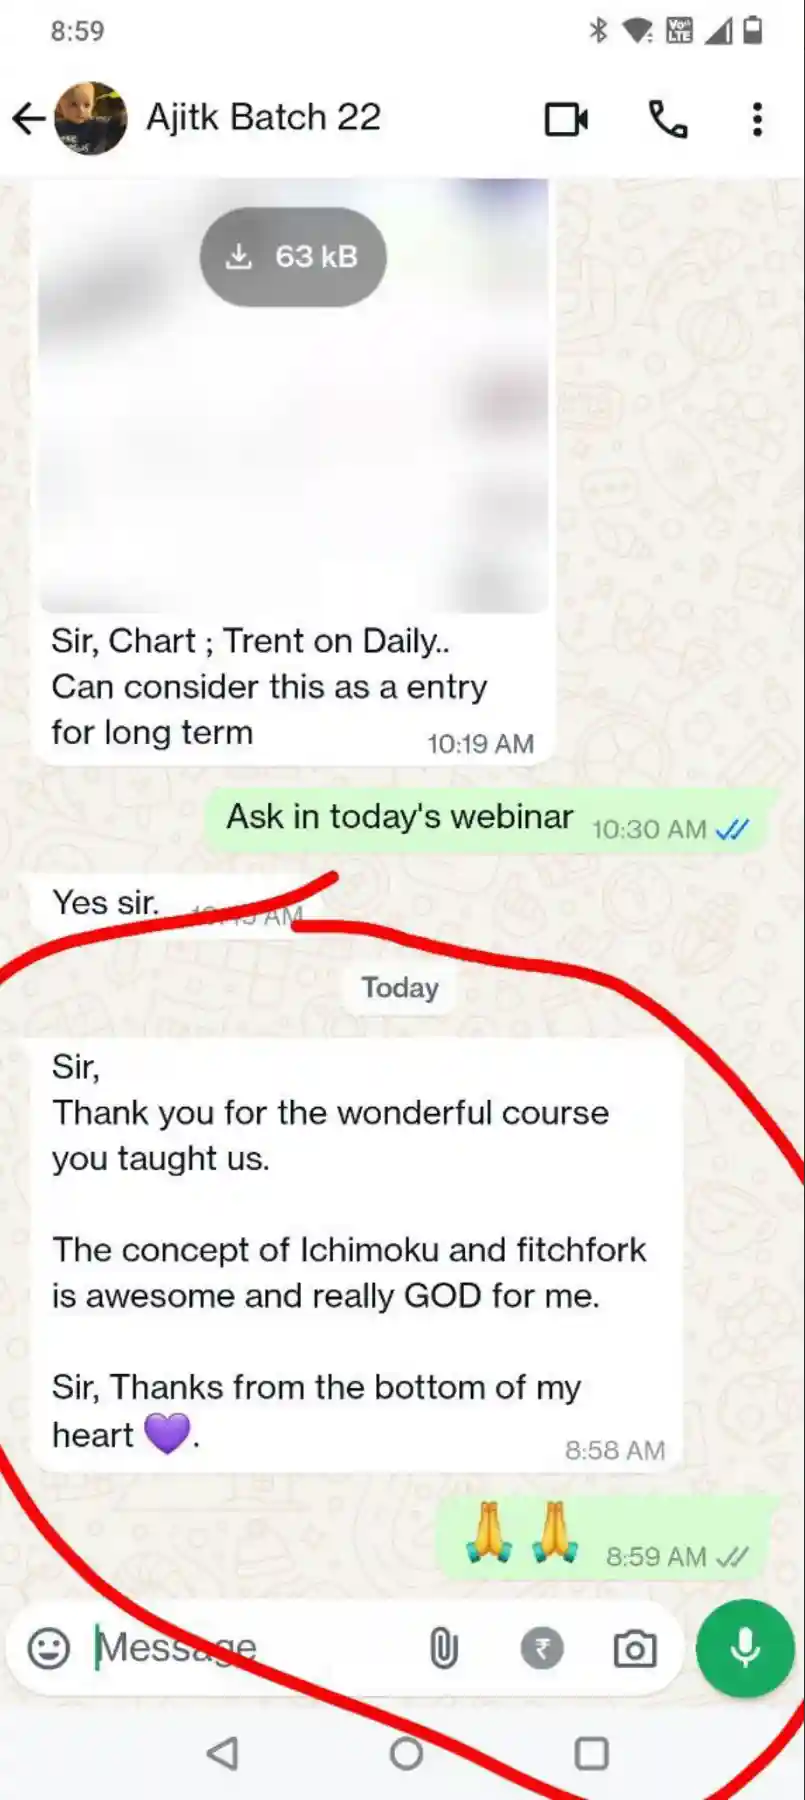 8:59
Vo LTE
Ajitk Batch 22
63 kB
Sir, Chart ; Trent on Daily..
Can consider this as a entry
for long term
10:19 AM
Ask in today's webinar 10:30 AM
Yes sir.
AM
Today
Sir,
Thank you for the wonderful course
you taught us.
The concept of Ichimoku and fitchfork
is awesome and really GOD for me.
Sir, Thanks from the bottom of my
heart 💜.
8:58 AM
🙏 🙏 8:59 AM
Message
₹